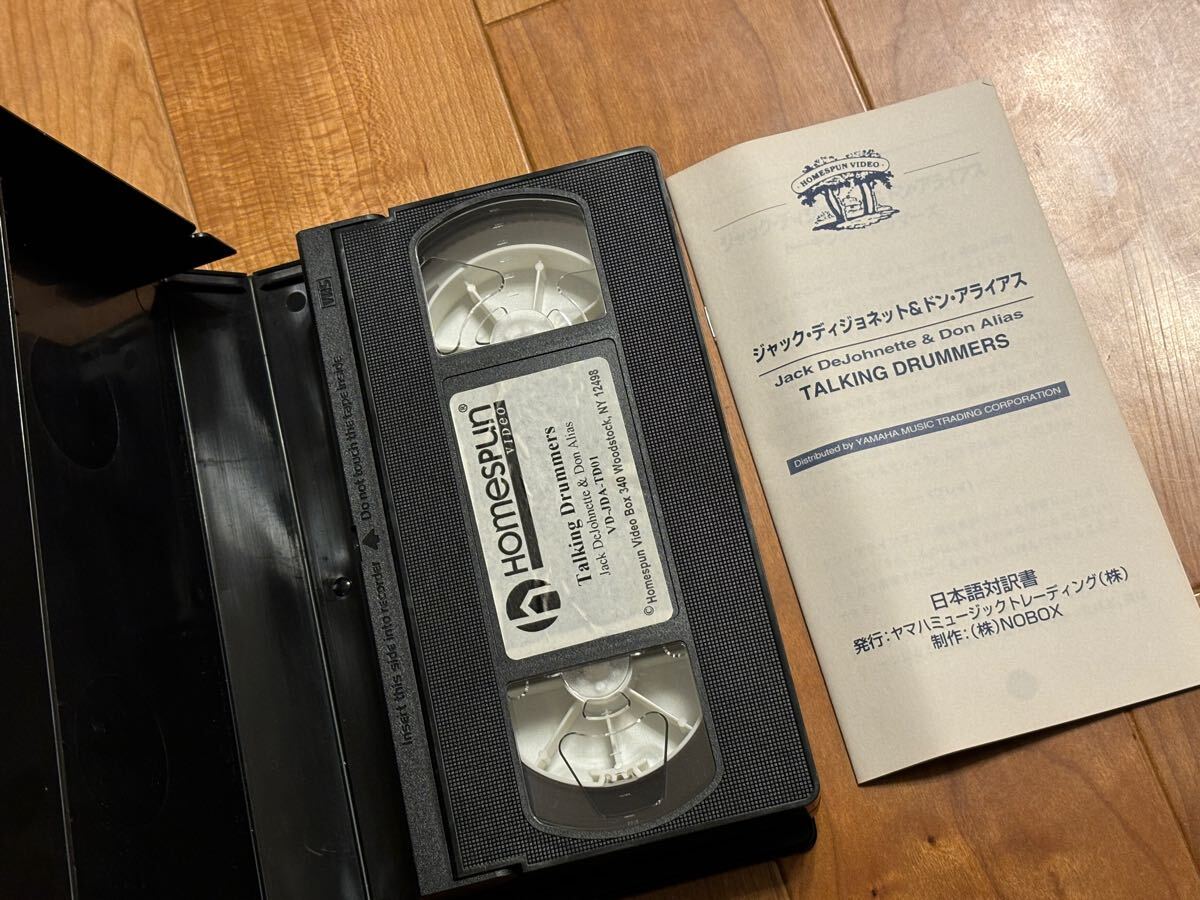 VHS
Insert this side into recorder ▲ Do not touch the tape inside
Homespun®
VIDEO
Talking Drummers
Jack DeJohnette & Don Alias
VD-JDA-TD01
© Homespun Video Box 340 Woodstock, NY 12498
· HOMESPUN VIDEO ·
ジャック・ディジョネット&ドン・アライアス
Jack DeJohnette & Don Alias
TALKING DRUMMERS
Distributed by YAMAHA MUSIC TRADING CORPORATION
日本語対訳書
発行:ヤマハミュージックトレーディング(株)
制作:(株)NOBOX